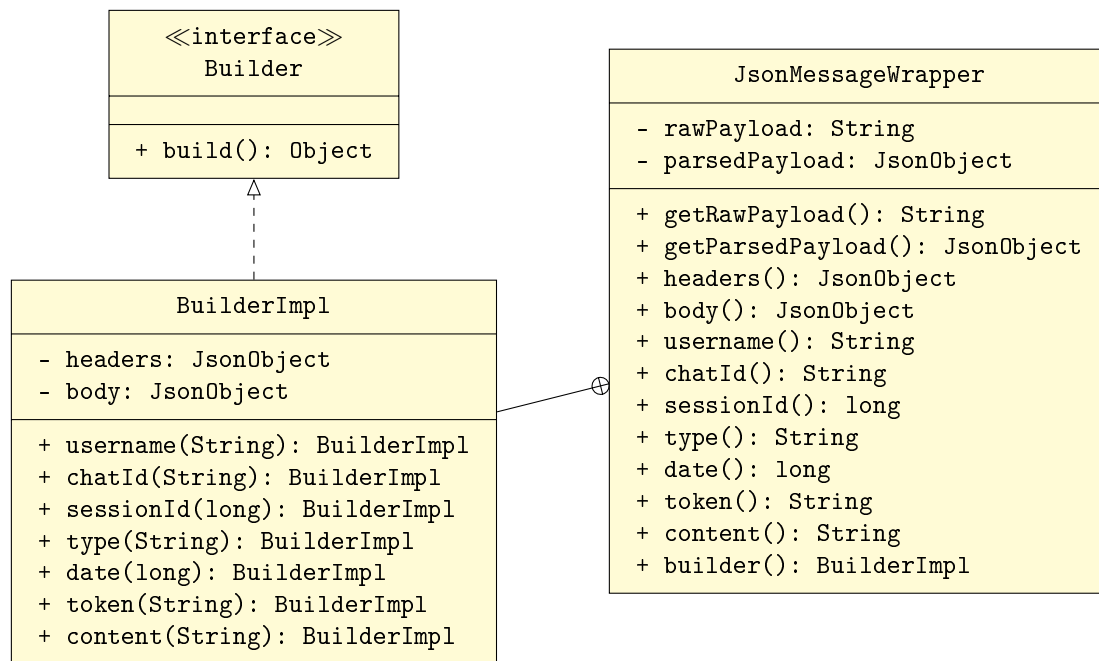 ≪interface≫
Builder
+ build(): Object
BuilderImpl
- headers: JsonObject
- body: JsonObject
+ username(String): BuilderImpl
+ chatId(String): BuilderImpl
+ sessionId(long): BuilderImpl
+ type(String): BuilderImpl
+ date(long): BuilderImpl
+ token(String): BuilderImpl
+ content(String): BuilderImpl
JsonMessageWrapper
- rawPayload: String
- parsedPayload: JsonObject
+ getRawPayload(): String
+ getParsedPayload(): JsonObject
+ headers(): JsonObject
+ body(): JsonObject
+ username(): String
+ chatId(): String
+ sessionId(): long
+ type(): String
+ date(): long
+ token(): String
+ content(): String
+ builder(): BuilderImpl